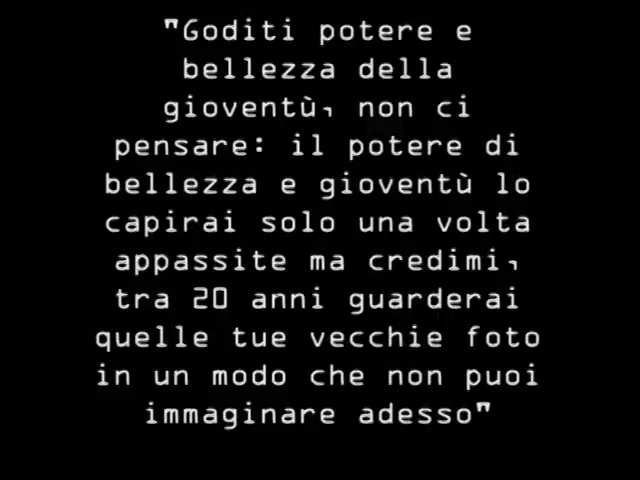 "Goditi potere e
bellezza della
gioventù, non ci
pensare: il potere di
bellezza e gioventù lo
capirai solo una volta
appassite ma credimi,
tra 20 anni guarderai
quelle tue vecchie foto
in un modo che non puoi
immaginare adesso"